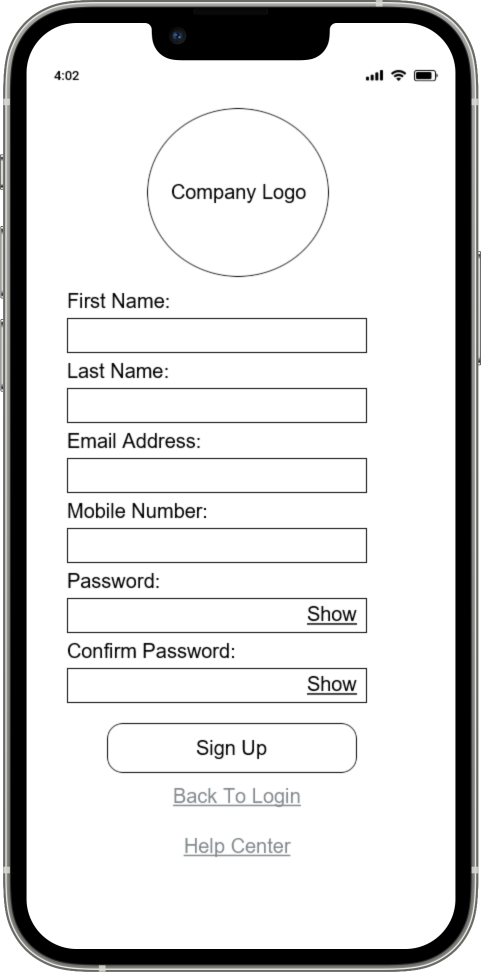 4:02
Company Logo
First Name:
Last Name:
Email Address:
Mobile Number:
Password:
Show
Confirm Password:
Show
Sign Up
Back To Login
Help Center